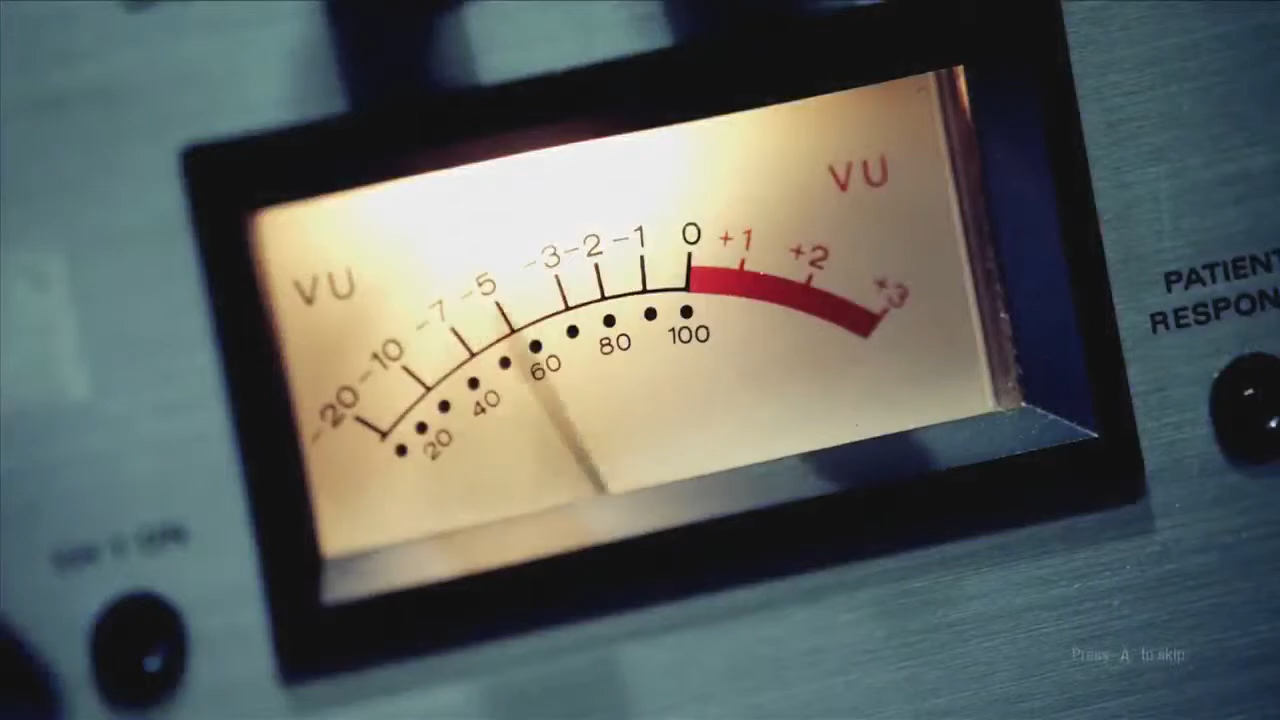 VU
VU
-20 -10 -7 -5 -3 -2 -1 0 +1 +2 +3
20 40 60 80 100
PATIENT
RESPON
Press A to skip